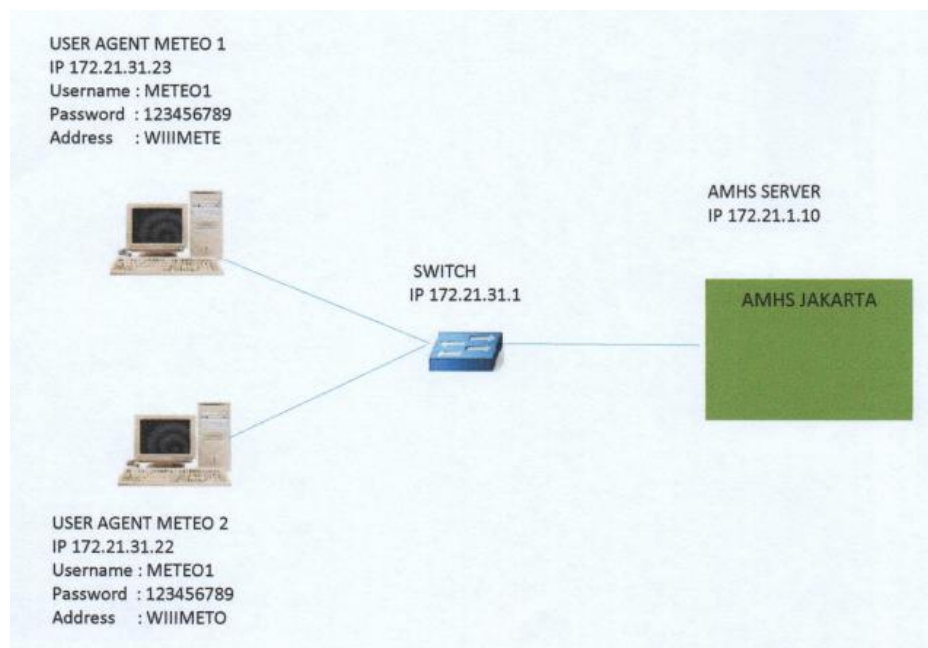 USER AGENT METEO 1
IP 172.21.31.23
Username : METEO1
Password : 123456789
Address : WIIIMETE
AMHS SERVER
IP 172.21.1.10
SWITCH
IP 172.21.31.1
AMHS JAKARTA
USER AGENT METEO 2
IP 172.21.31.22
Username : METEO1
Password : 123456789
Address : WIIIMETO